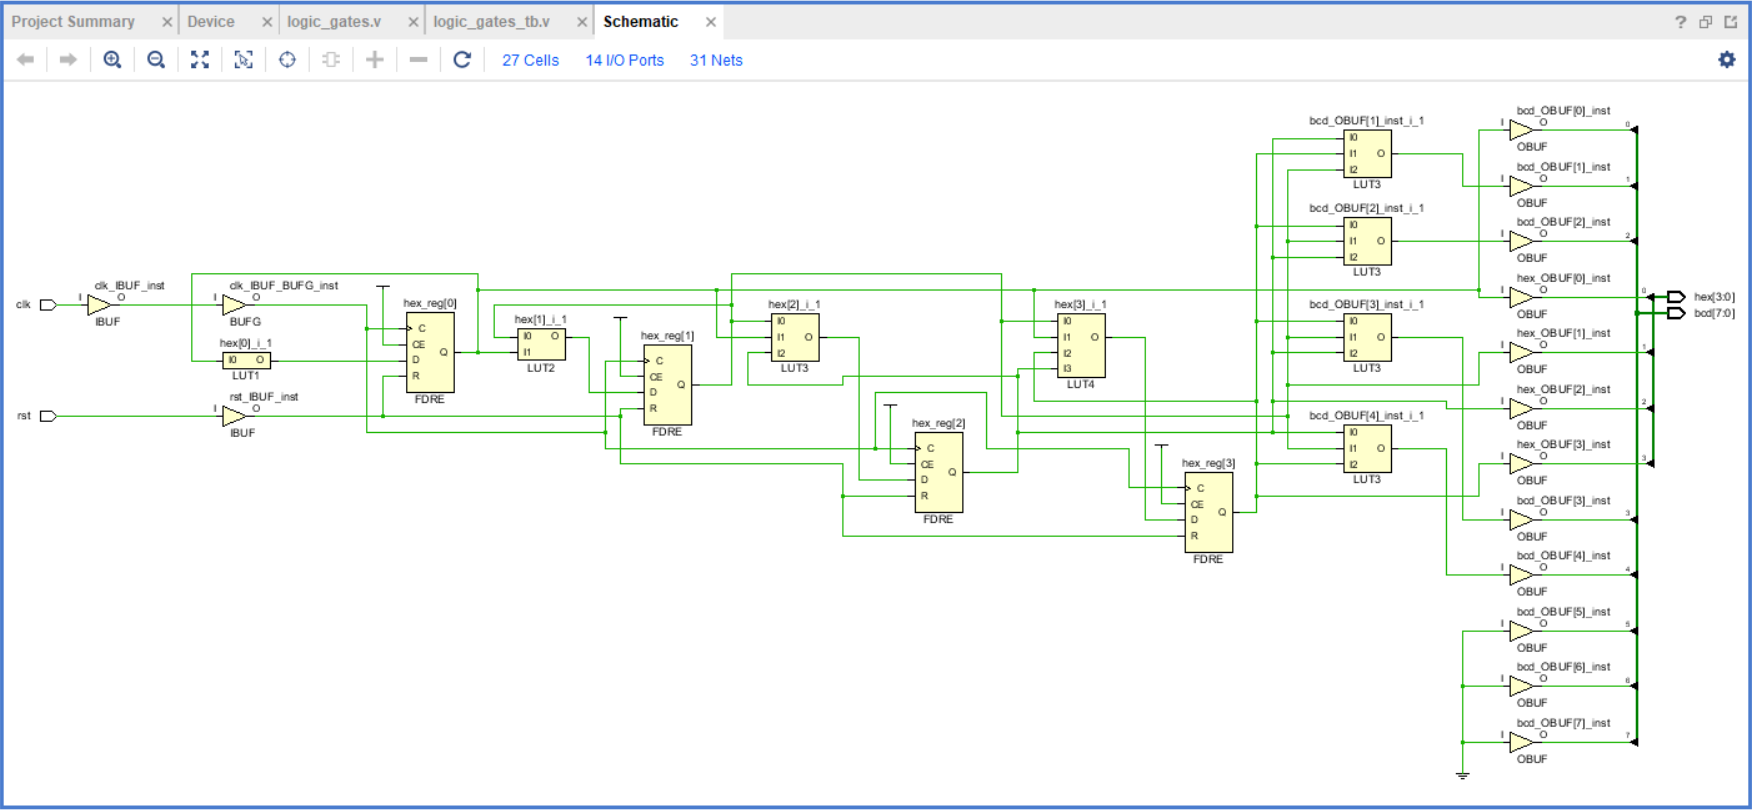 Project Summary × Device × logic_gates.v × logic_gates_tb.v × Schematic ×
?
27 Cells 14 I/O Ports 31 Nets
clk
I O
clk_IBUF_inst
IBUF
I O
clk_IBUF_BUFG_inst
BUFG
hex[0]_i_1
I0 O
LUT1
rst
rst_IBUF_inst
I O
IBUF
hex_reg[0]
C
CE
D
R
Q
FDRE
hex[1]_i_1
I0 O
I1
LUT2
hex_reg[1]
C
CE
D
R
Q
FDRE
hex[2]_i_1
I0
I1 O
I2
LUT3
hex_reg[2]
C
CE
D
R
Q
FDRE
hex[3]_i_1
I0
I1 O
I2
I3
LUT4
hex_reg[3]
C
CE
D
R
Q
FDRE
bcd_OBUF[1]_inst_i_1
I0
I1 O
I2
LUT3
bcd_OBUF[2]_inst_i_1
I0
I1 O
I2
LUT3
bcd_OBUF[3]_inst_i_1
I0
I1 O
I2
LUT3
bcd_OBUF[4]_inst_i_1
I0
I1 O
I2
LUT3
bcd_OBUF[0]_inst
I O 0
OBUF
bcd_OBUF[1]_inst
I O 1
OBUF
bcd_OBUF[2]_inst
I O 2
OBUF
hex_OBUF[0]_inst
I O 0
OBUF
hex_OBUF[1]_inst
I O 1
OBUF
hex_OBUF[2]_inst
I O 2
OBUF
hex_OBUF[3]_inst
I O 3
OBUF
bcd_OBUF[3]_inst
I O 3
OBUF
bcd_OBUF[4]_inst
I O 4
OBUF
bcd_OBUF[5]_inst
I O 5
OBUF
bcd_OBUF[6]_inst
I O 6
OBUF
bcd_OBUF[7]_inst
I O 7
OBUF
hex[3:0]
bcd[7:0]